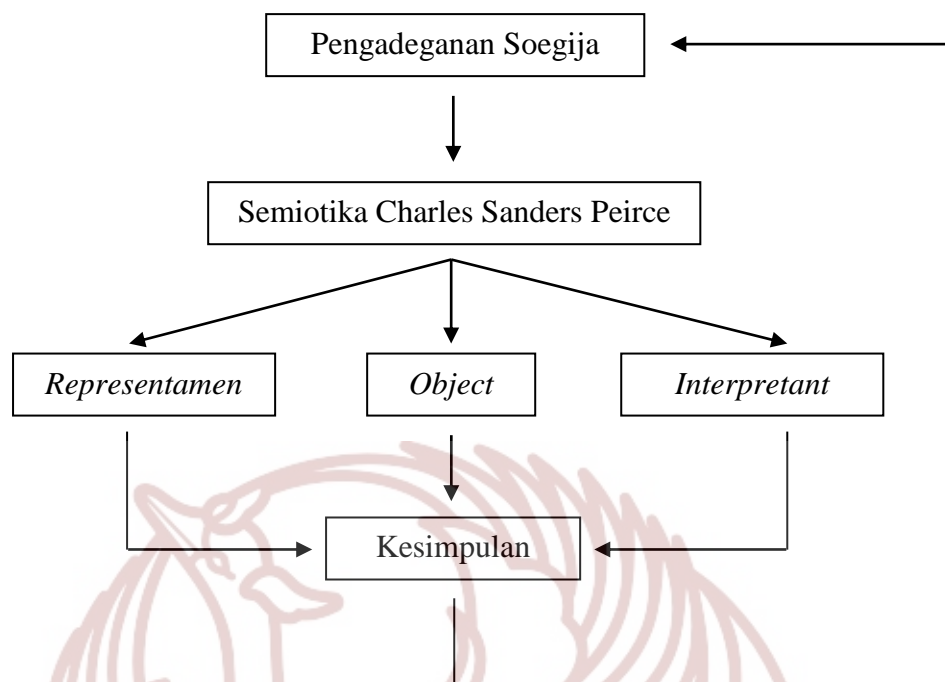 Pengadeganan Soegija
Semiotika Charles Sanders Peirce
Representamen
Object
Interpretant
Kesimpulan